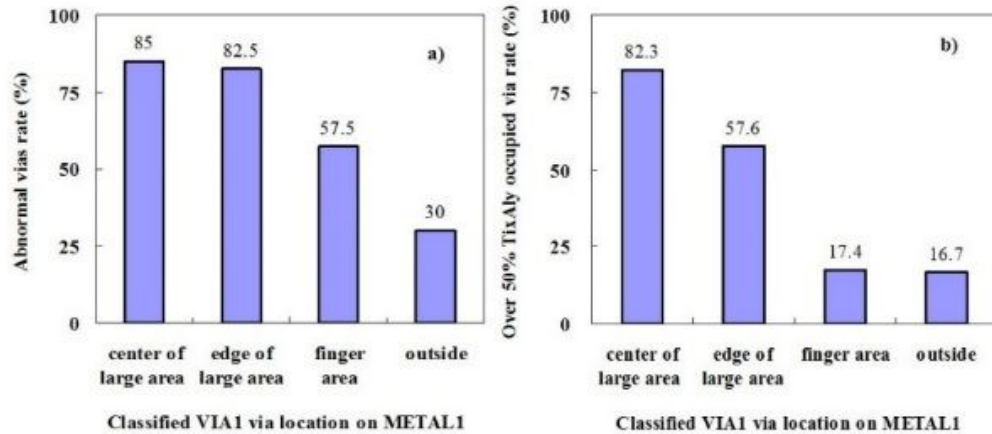 Abnormal vias rate (%)
100
75
50
25
0
85
82.5
57.5
30
a)
center of
large area
edge of
large area
finger
area
outside
Classified VIA1 via location on METAL1
Over 50% TixAly occupied via rate (%)
100
75
50
25
0
82.3
57.6
17.4
16.7
b)
center of
large area
edge of
large area
finger area
outside
Classified VIA1 via location on METAL1